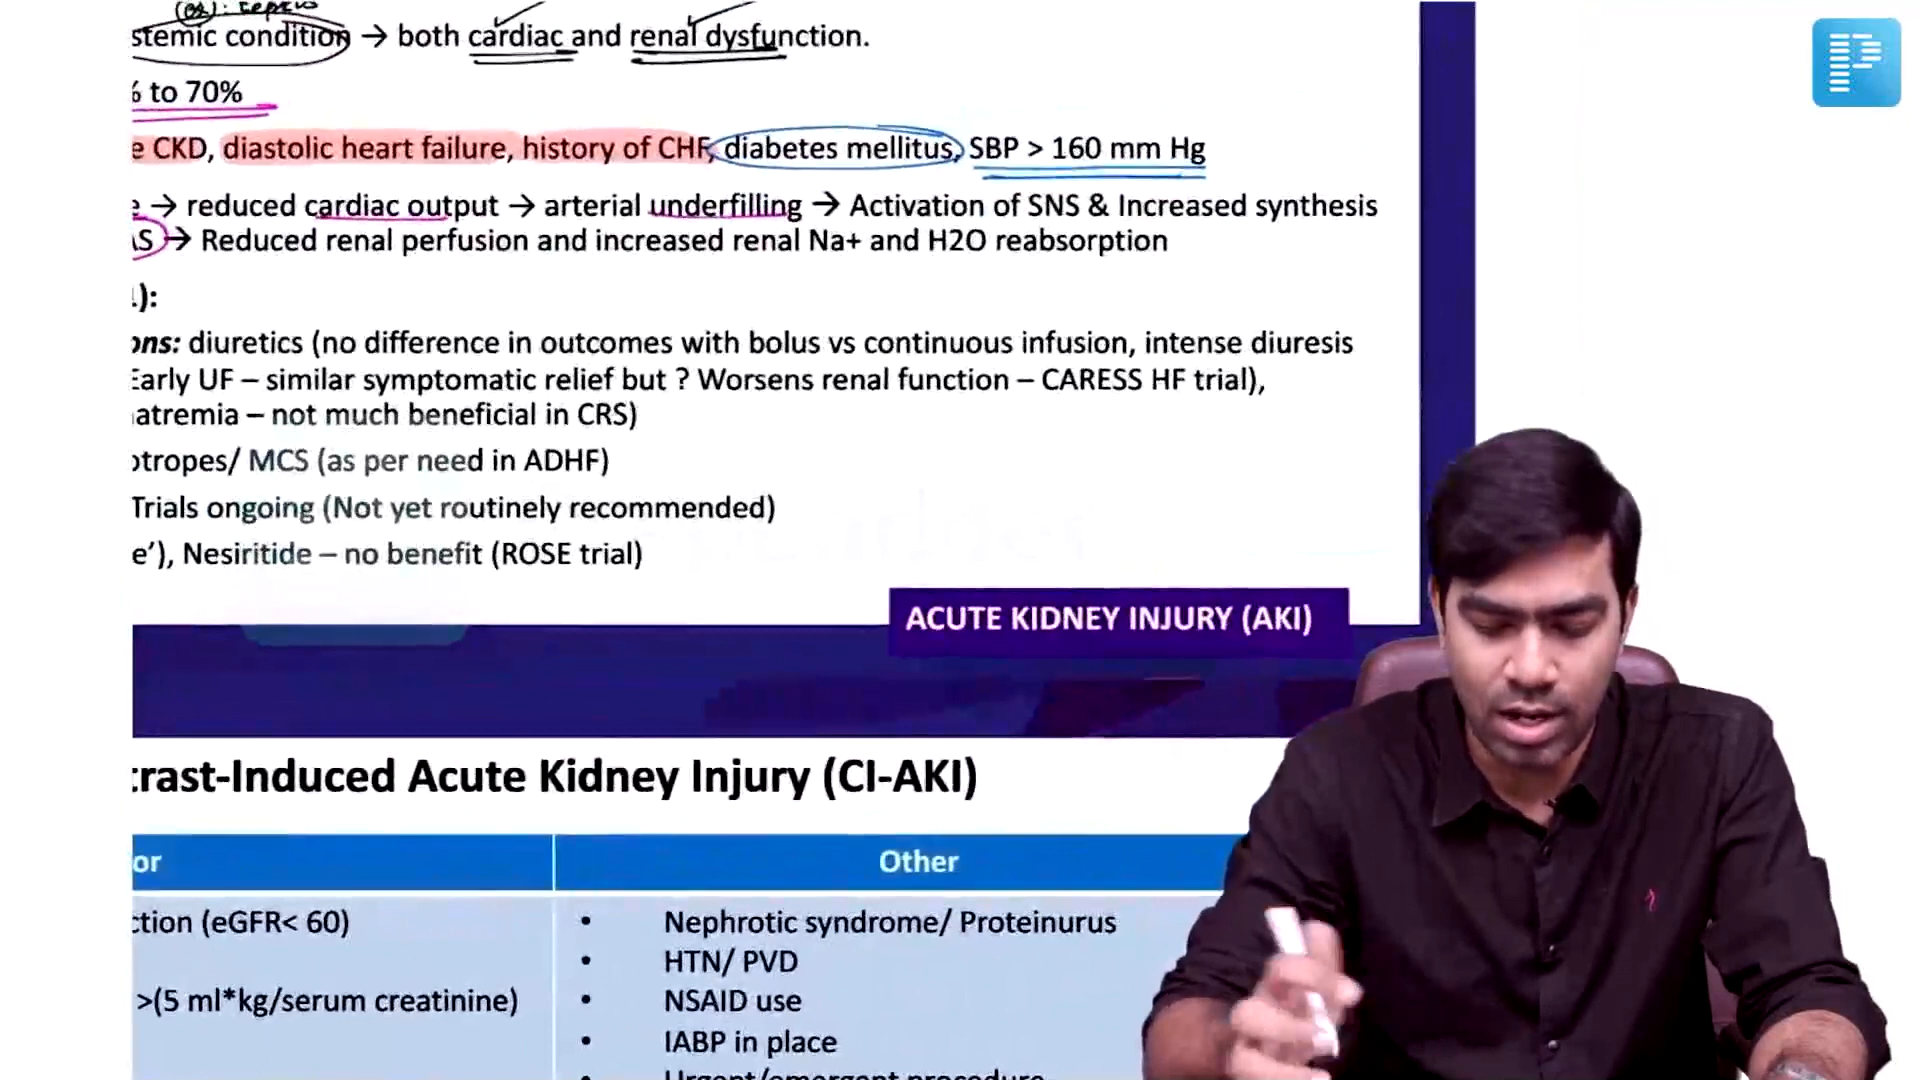 stemic condition → both cardiac and renal dysfunction.
% to 70%
e CKD, diastolic heart failure, history of CHF, diabetes mellitus, SBP > 160 mm Hg
e → reduced cardiac output → arterial underfilling → Activation of SNS & Increased synthesis
AS → Reduced renal perfusion and increased renal Na+ and H2O reabsorption
):
ons: diuretics (no difference in outcomes with bolus vs continuous infusion, intense diuresis
Early UF – similar symptomatic relief but ? Worsens renal function – CARESS HF trial),
natremia – not much beneficial in CRS)
otropes/ MCS (as per need in ADHF)
Trials ongoing (Not yet routinely recommended)
e’), Nesiritide – no benefit (ROSE trial)
ACUTE KIDNEY INJURY (AKI)
trast-Induced Acute Kidney Injury (CI-AKI)
or
Other
ction (eGFR< 60)
• Nephrotic syndrome/ Proteinurus
• HTN/ PVD
>(5 ml*kg/serum creatinine)
• NSAID use
• IABP in place
Urgent/emergent procedure